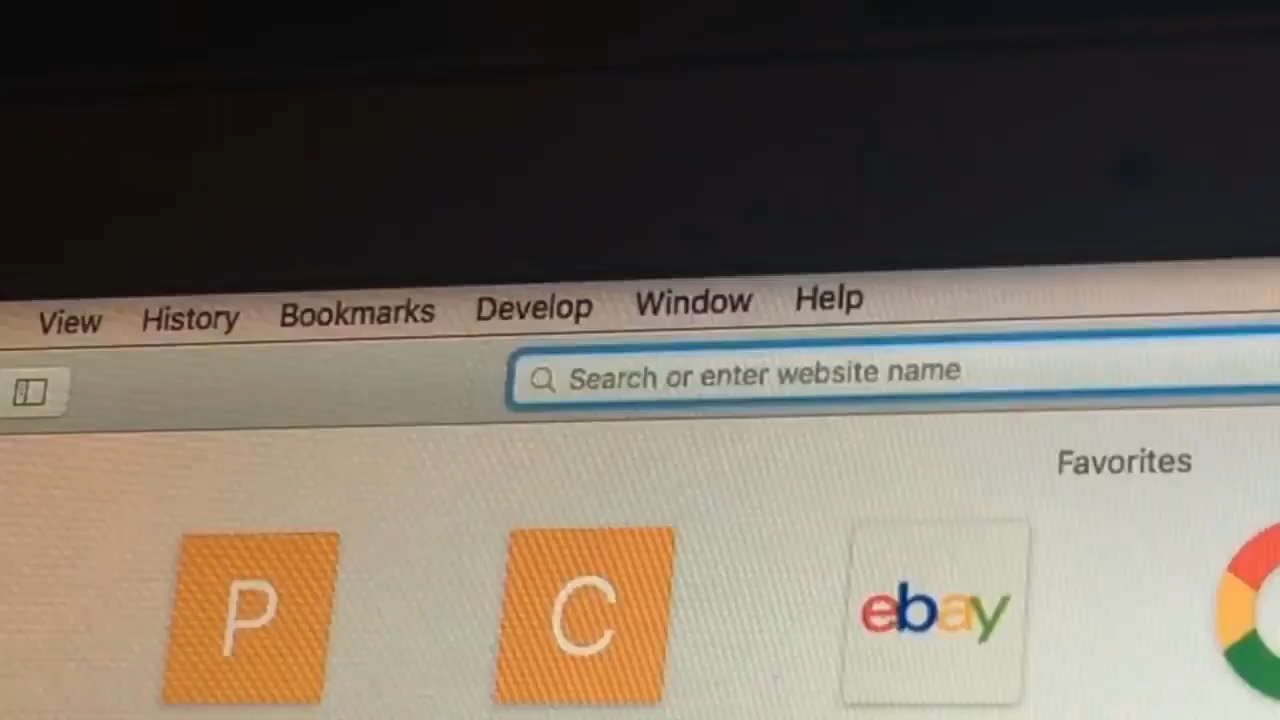 View History Bookmarks Develop Window Help
Search or enter website name
Favorites
P C ebay